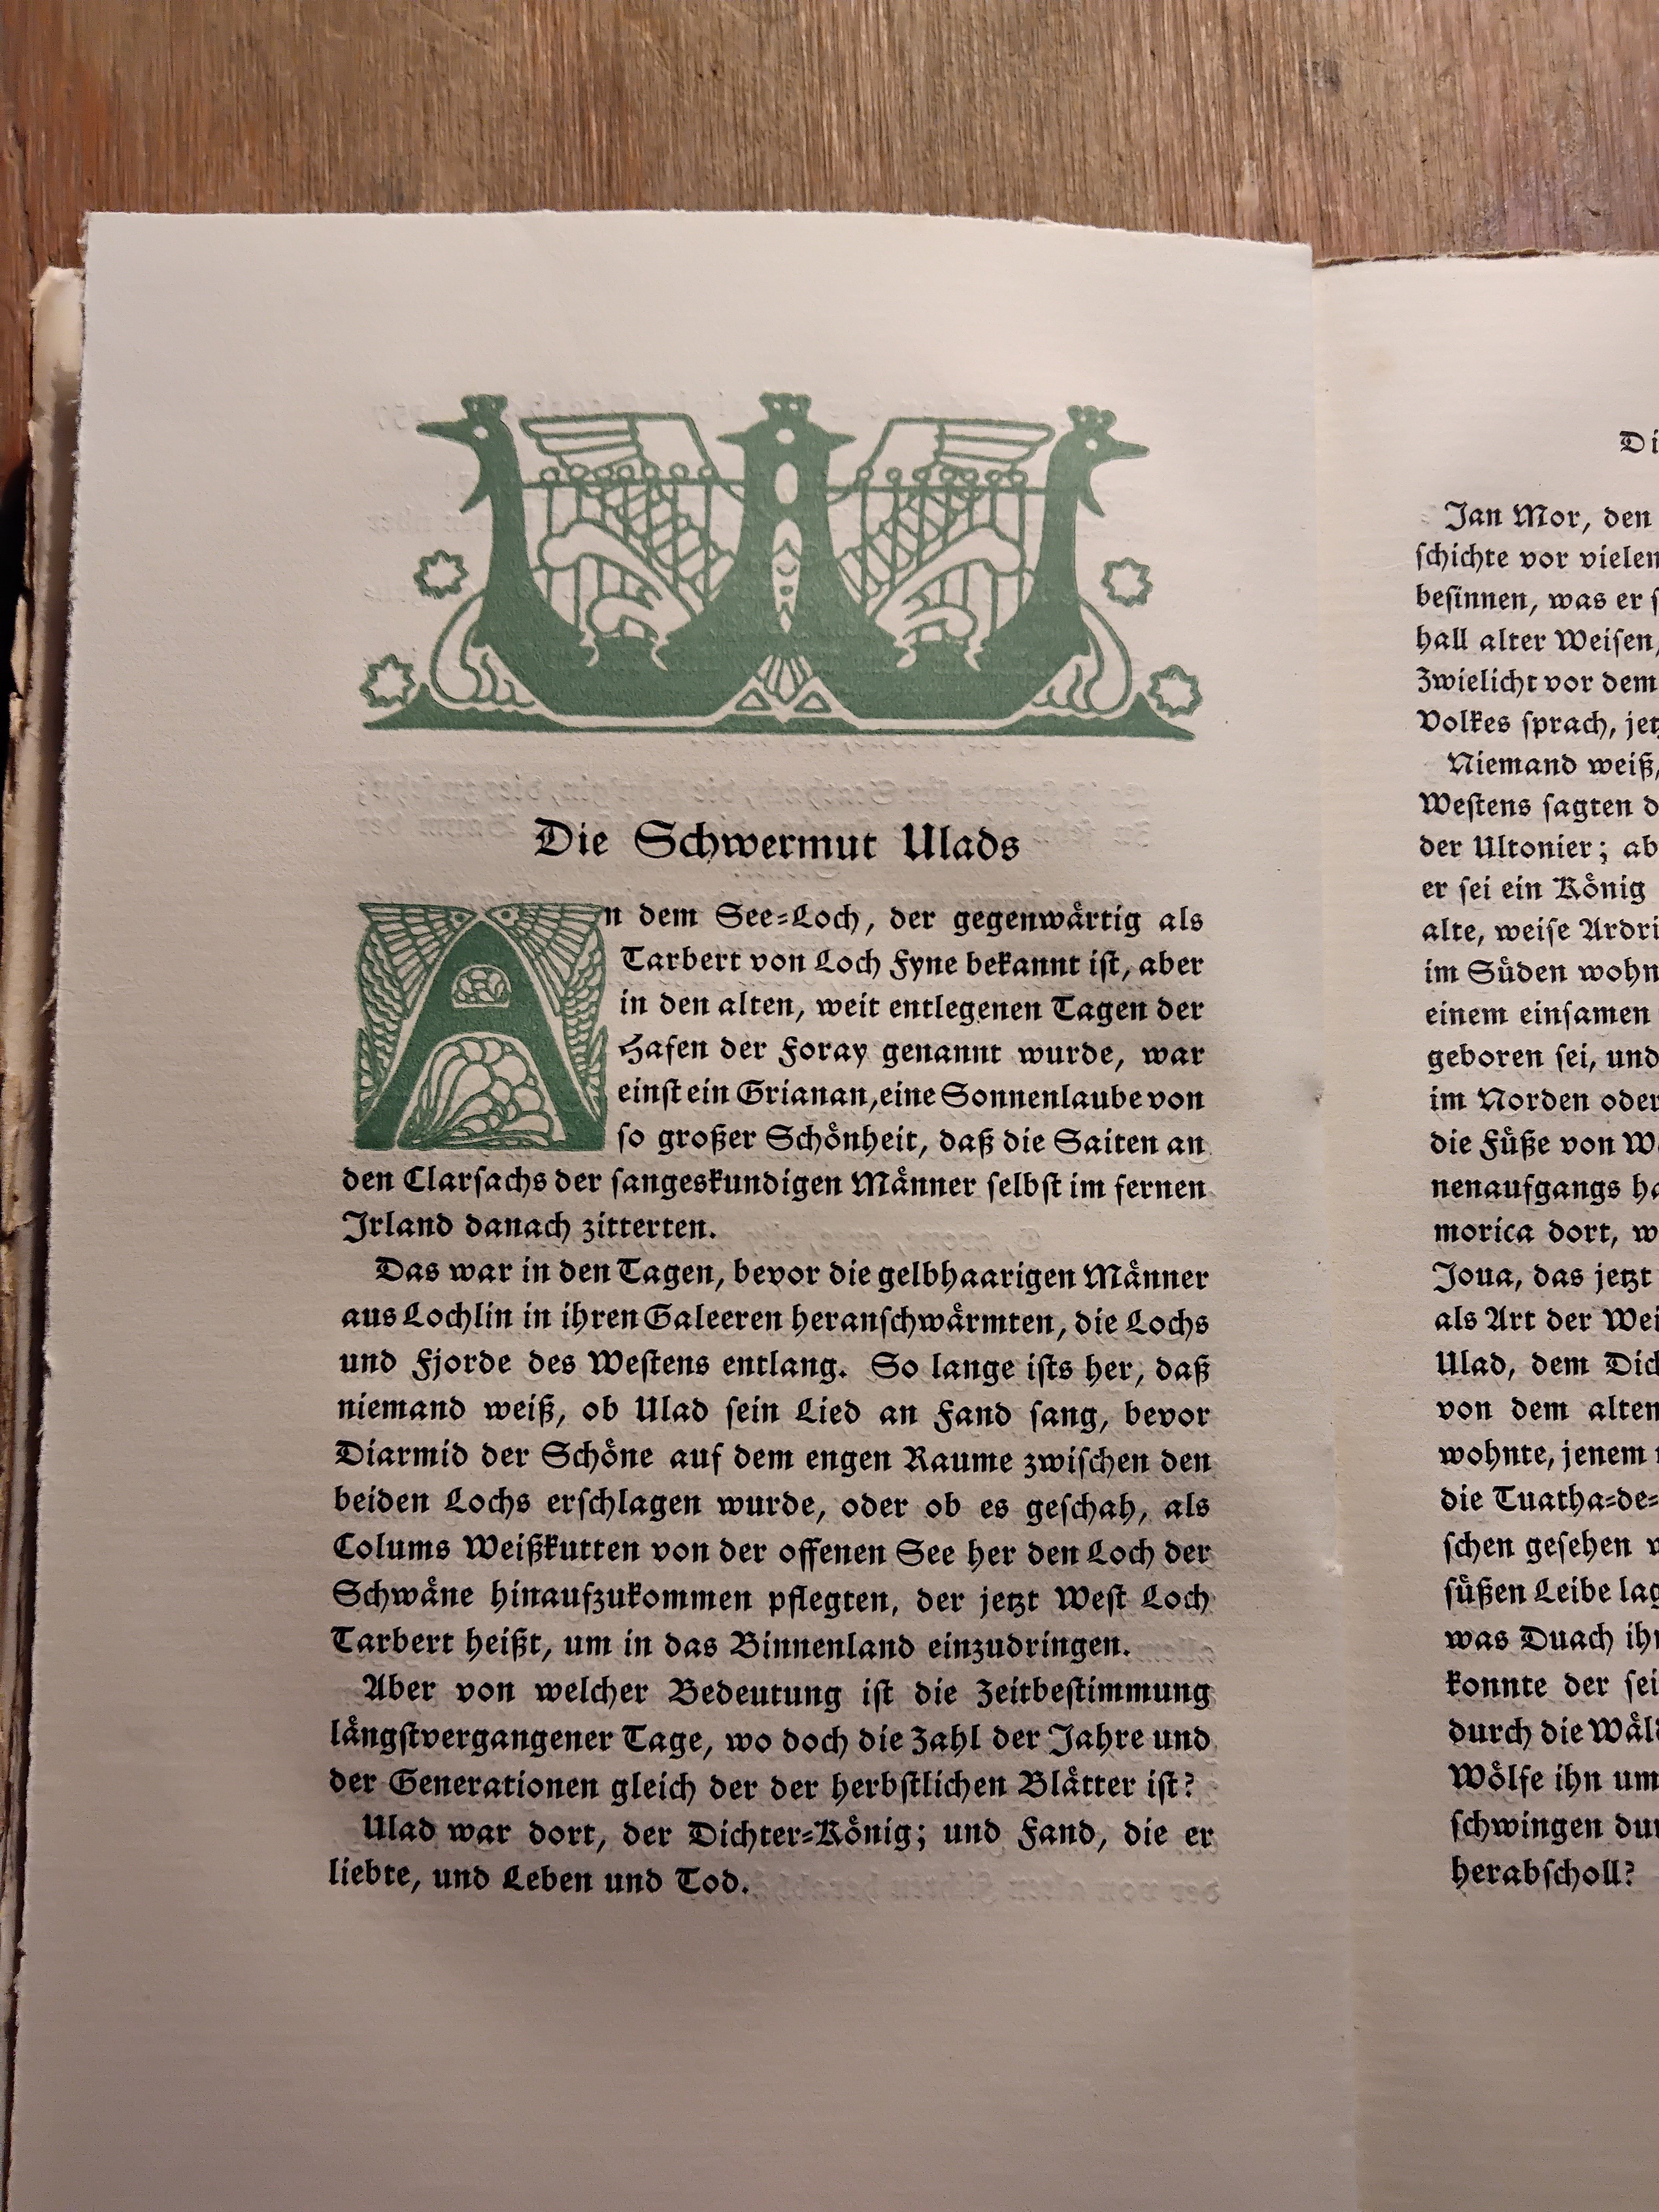 Die Schwermut Ulads
An dem See=Loch, der gegenwärtig als
Tarbert von Loch Fyne bekannt ist, aber
in den alten, weit entlegenen Tagen der
Hafen der Foray genannt wurde, war
einst ein Grianan, eine Sonnenlaube von
so großer Schönheit, daß die Saiten an
den Clarsachs der sangeskundigen Männer selbst im fernen
Irland danach zitterten.
Das war in den Tagen, bevor die gelbhaarigen Männer
aus Lochlin in ihren Galeeren heranschwärmten, die Lochs
und Fjorde des Westens entlang. So lange ists her, daß
niemand weiß, ob Ulad sein Lied an Fand sang, bevor
Diarmid der Schöne auf dem engen Raume zwischen den
beiden Lochs erschlagen wurde, oder ob es geschah, als
Colums Weißkutten von der offenen See her den Loch der
Schwäne hinaufzukommen pflegten, der jetzt West Loch
Tarbert heißt, um in das Binnenland einzudringen.
Aber von welcher Bedeutung ist die Zeitbestimmung
längstvergangener Tage, wo doch die Zahl der Jahre und
der Generationen gleich der der herbstlichen Blätter ist?
Ulad war dort, der Dichter=König; und Fand, die er
liebte, und Leben und Tod.
Di
Ian Mor, den
schichte vor vielen
besinnen, was er s
hall alter Weisen,
Zwielicht vor dem
Volkes sprach, jetz
Niemand weiß,
Westens sagten d
der Ultonier; ab
er sei ein König
alte, weise Ardri
im Süden wohn
einem einsamen
geboren sei, und
im Norden oder
die Füße von W
nenaufgangs ha
morica dort, w
Joua, das jetzt
als Art der Wei
Ulad, dem Dich
von dem alten
wohnte, jenem
die Tuatha=de=
schen gesehen
süßen Leibe lag
was Duach ihr
konnte der sei
durch die Wäl
Wölfe ihn um
schwingen dur
herabscholl?